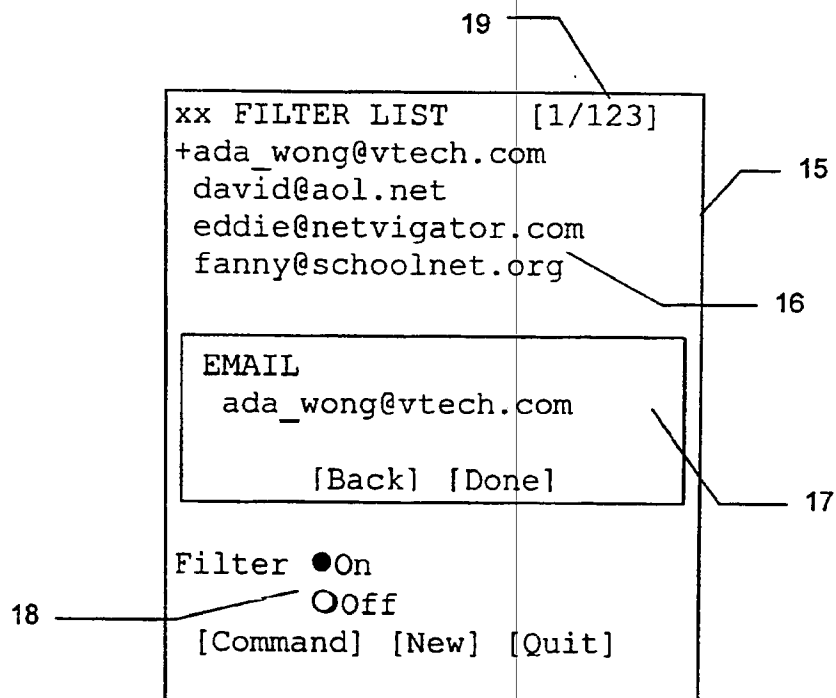 19
xx FILTER LIST [1/123]
+ada_wong@vtech.com
david@aol.net
15
eddie@netvigator.com
fanny@schoolnet.org
16
EMAIL
ada_wong@vtech.com
[Back] [Done]
17
Filter ●On
○Off
18
[Command] [New] [Quit]